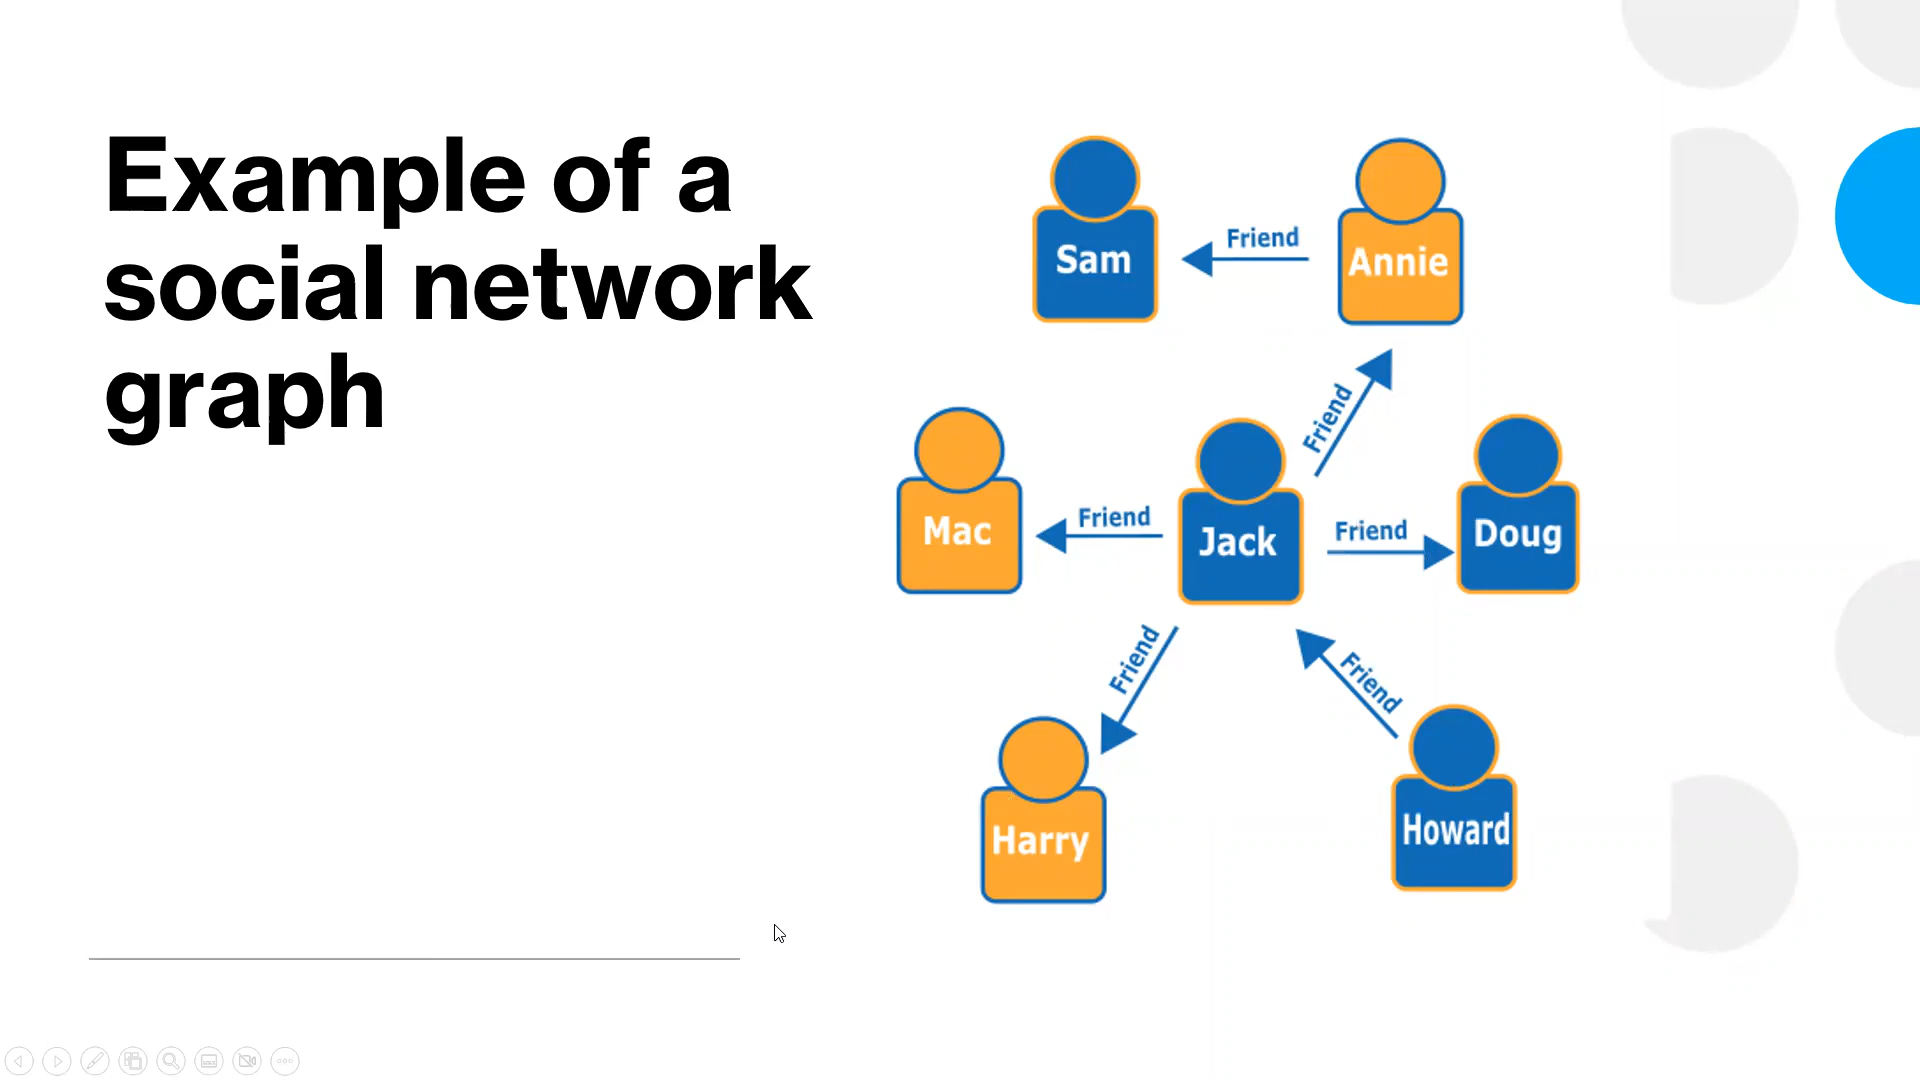 Example of a
social network
graph
Sam
Friend
Annie
Friend
Mac
Friend
Jack
Friend
Doug
Friend
Friend
Harry
Howard